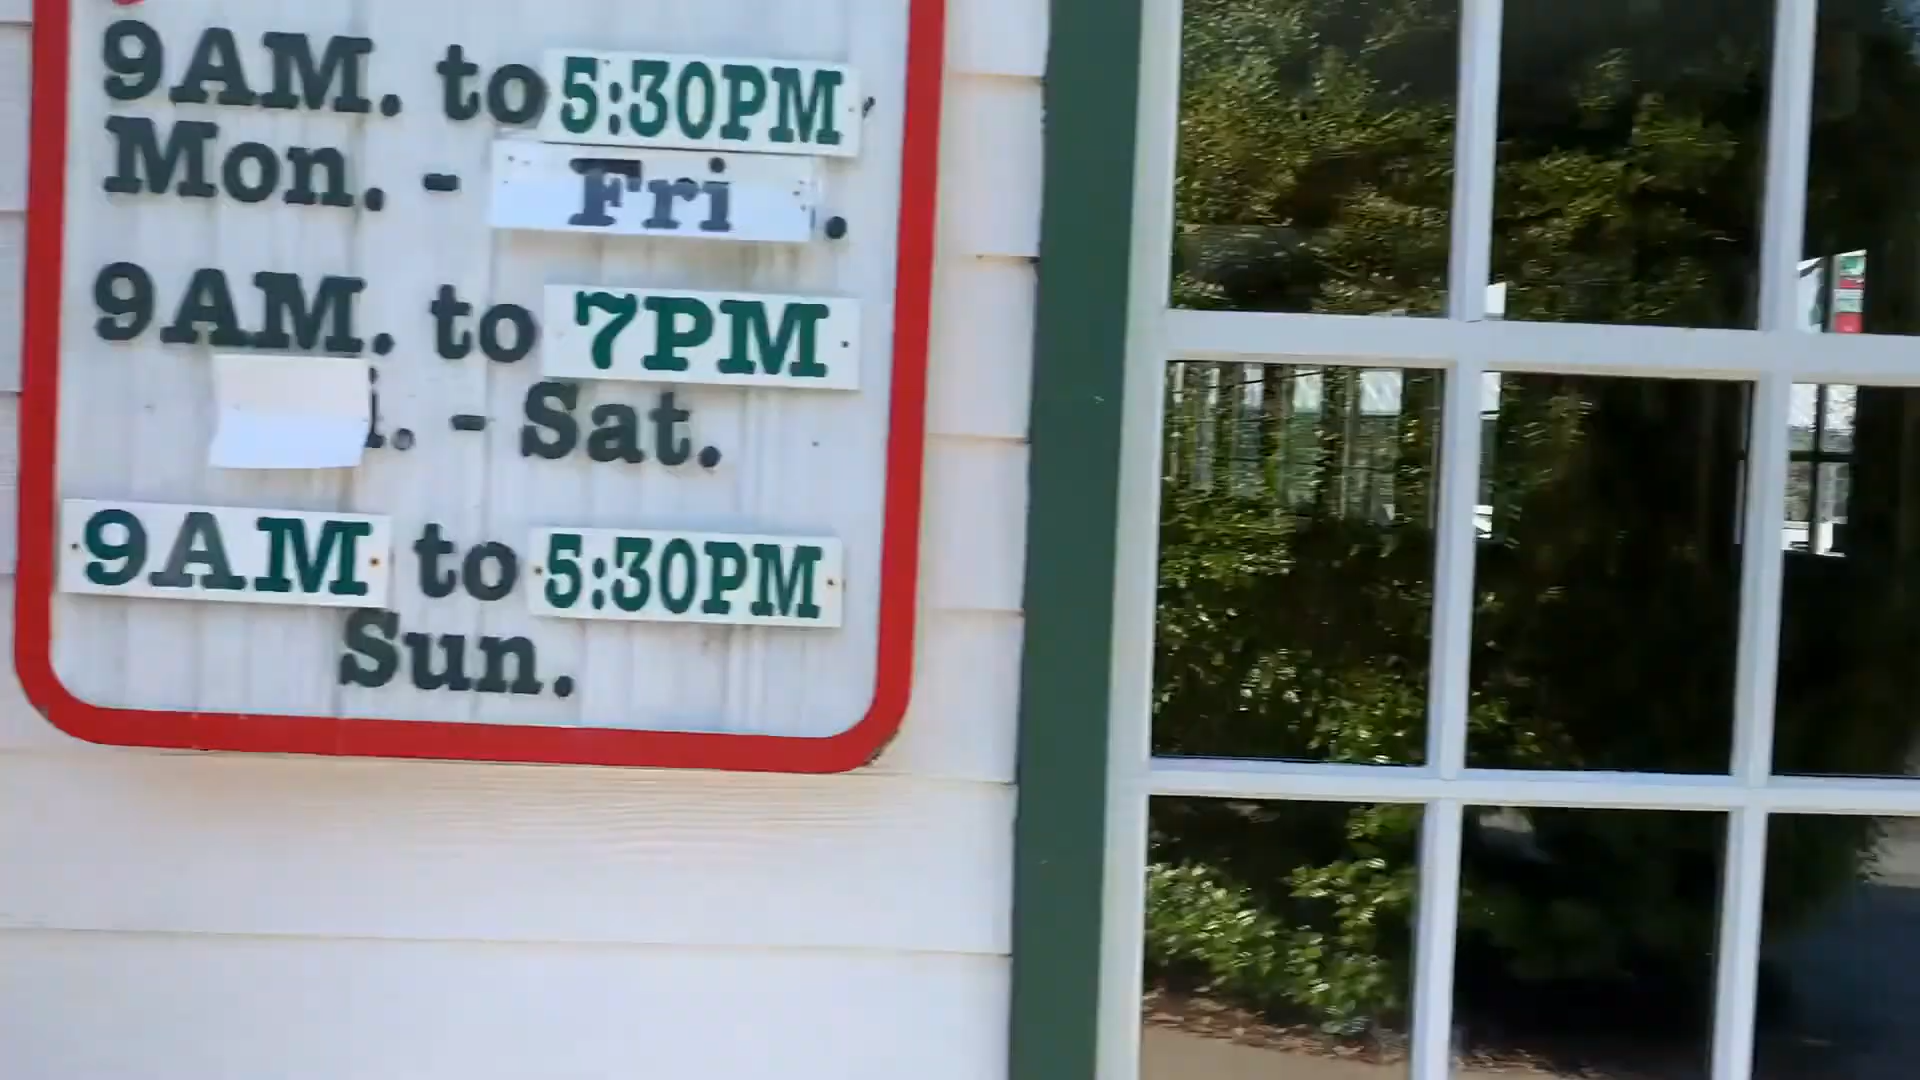 9AM. to 5:30PM
Mon. - Fri.
9AM. to 7PM
i. - Sat.
9AM to 5:30PM
Sun.